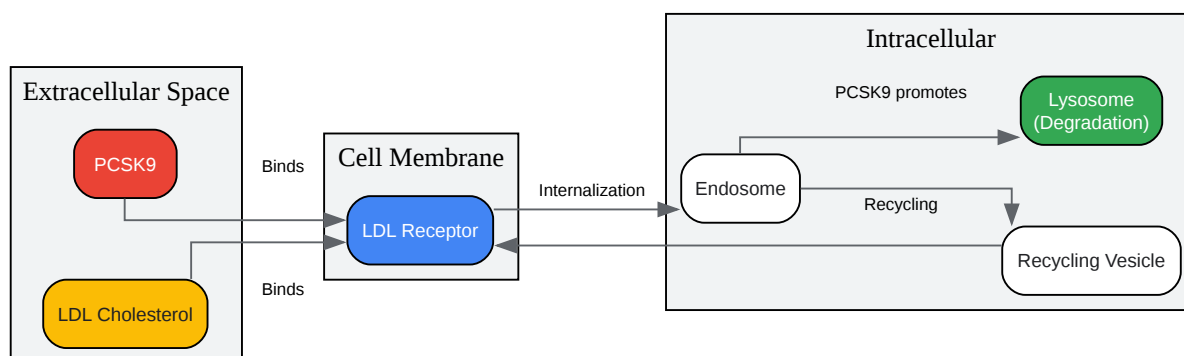 Extracellular Space
PCSK9
LDL Cholesterol
Binds
Binds
Cell Membrane
LDL Receptor
Internalization
Intracellular
PCSK9 promotes
Lysosome
(Degradation)
Endosome
Recycling
Recycling Vesicle